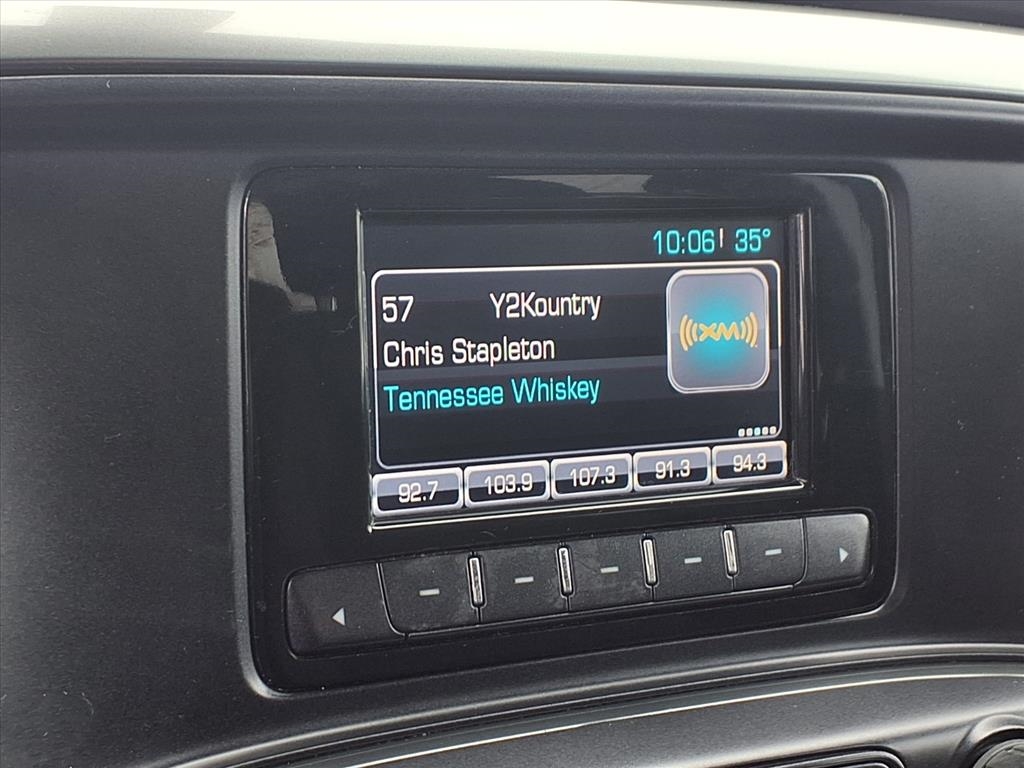 10:06 35°
57 Y2Kountry
Chris Stapleton
XM
Tennessee Whiskey
92.7 103.9 107.3 91.3 94.3